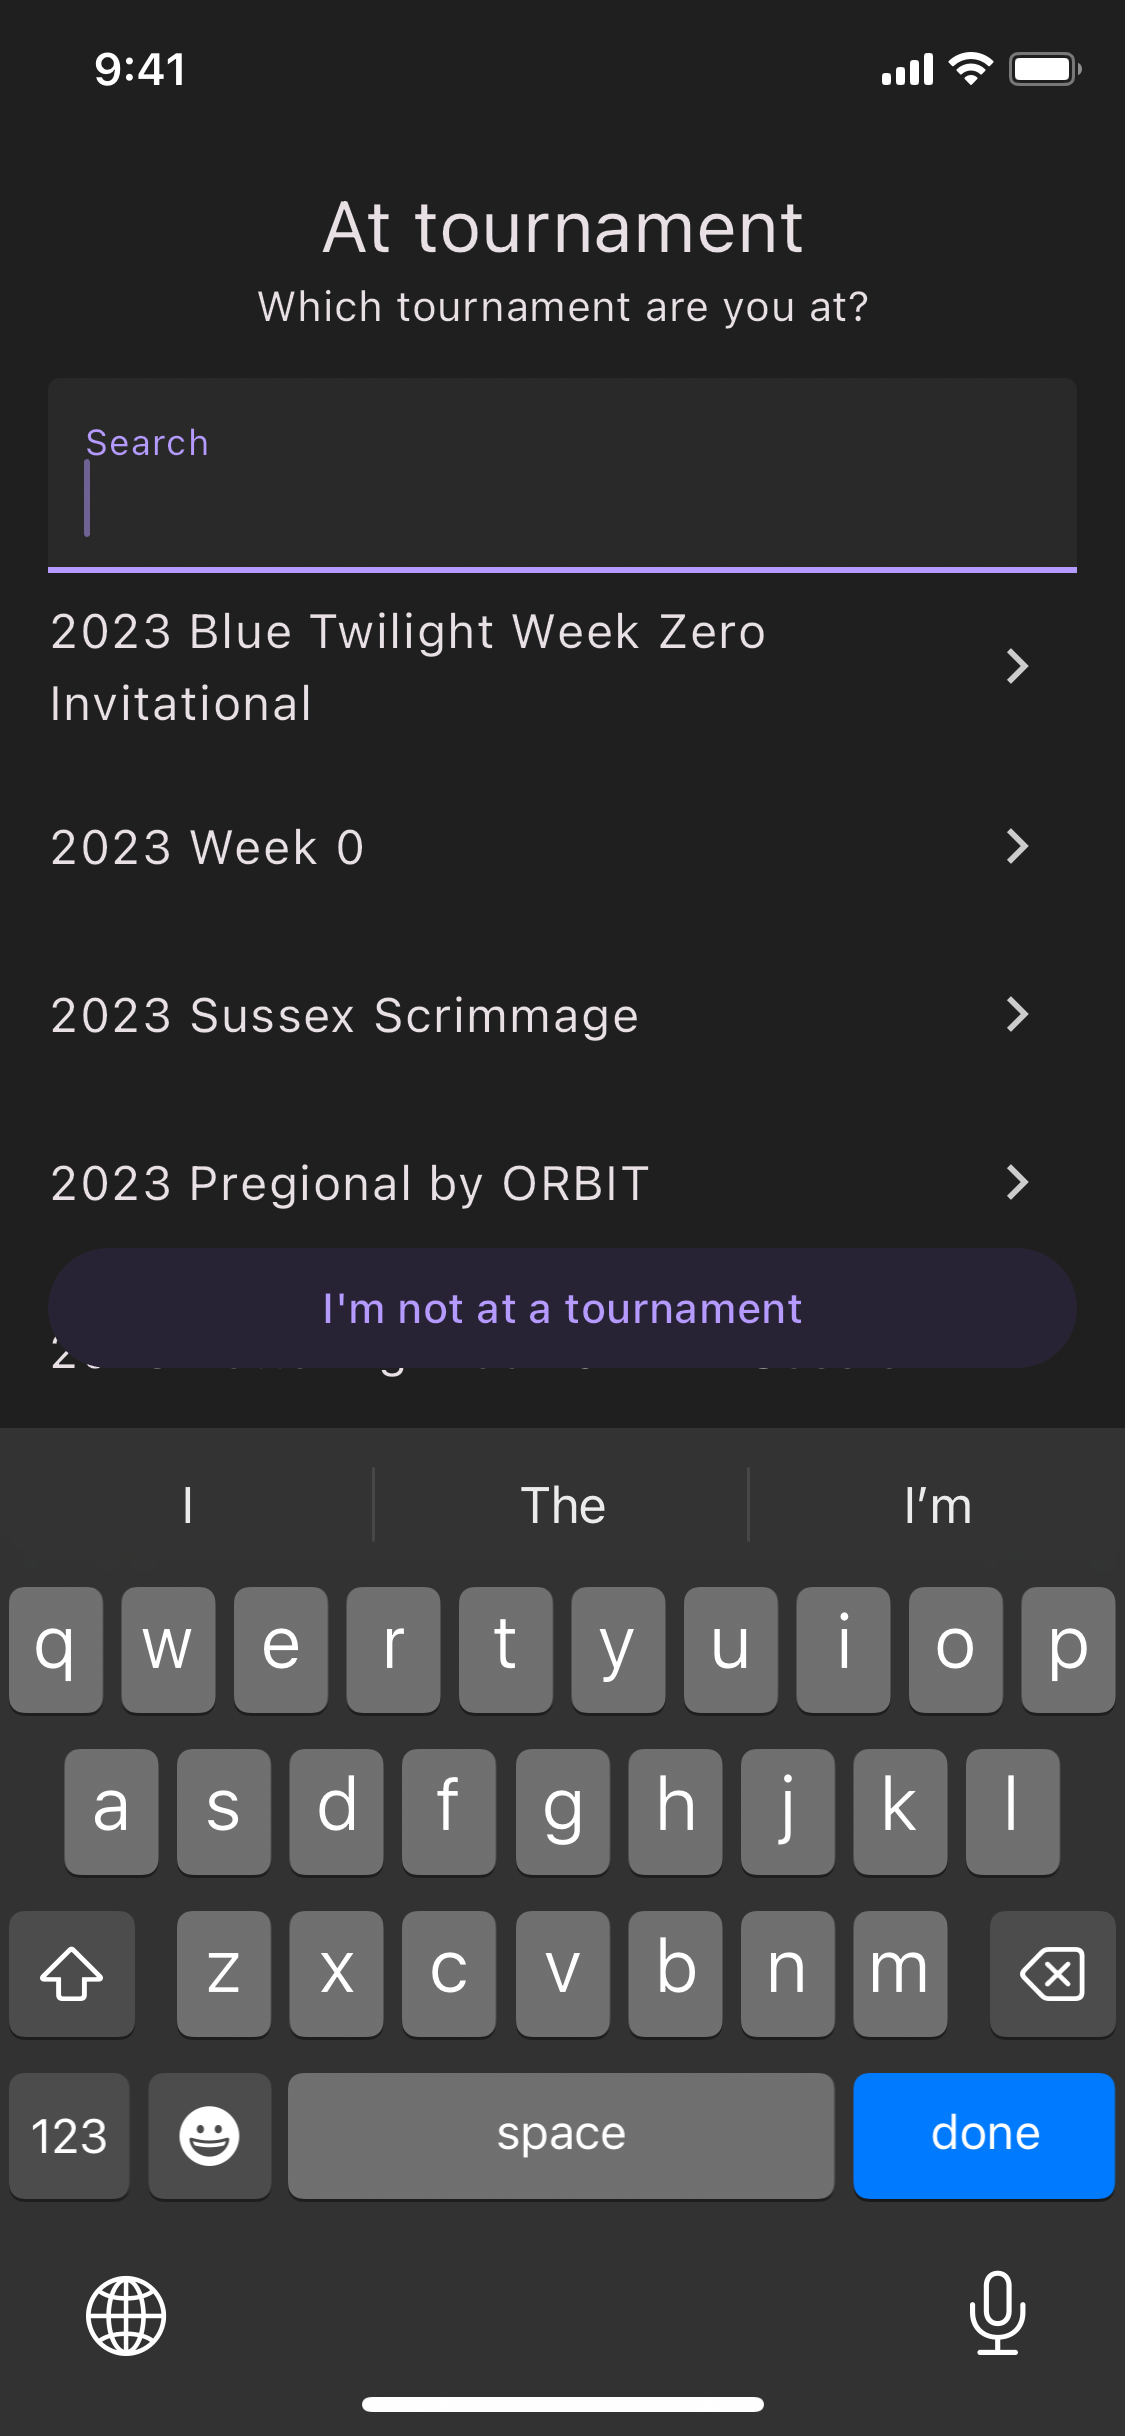 9:41
At tournament
Which tournament are you at?
Search
2023 Blue Twilight Week Zero
Invitational
2023 Week 0
2023 Sussex Scrimmage
2023 Pregional by ORBIT
I'm not at a tournament
I
The
I’m
q w e r t y u i o p
a s d f g h j k l
z x c v b n m
123
space
done